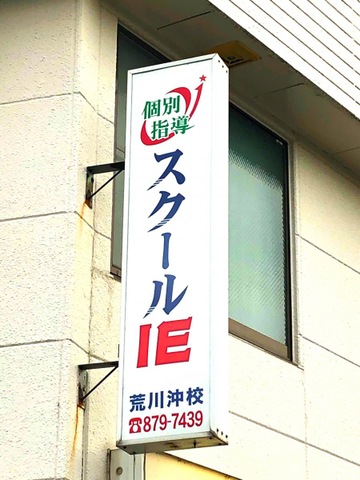 個別
指導
スクール
IE
荒川沖校
☎879-7439